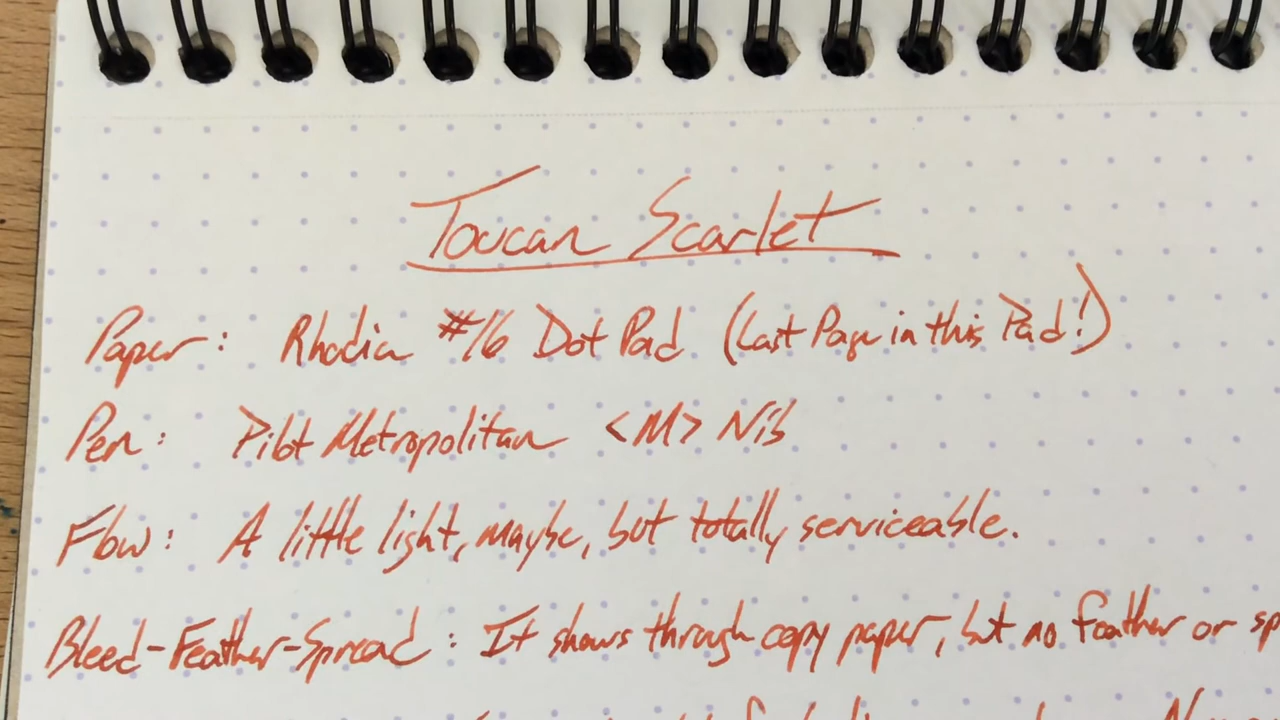 Toucan Scarlet
Paper: Rhodia #16 Dot Pad (Last Page in this Pad!)
Pen: Pilot Metropolitan <M> Nib
Flow: A little light, maybe, but totally serviceable.
Bleed-Feather-Spread: It shows through copy paper, but no feather or sp